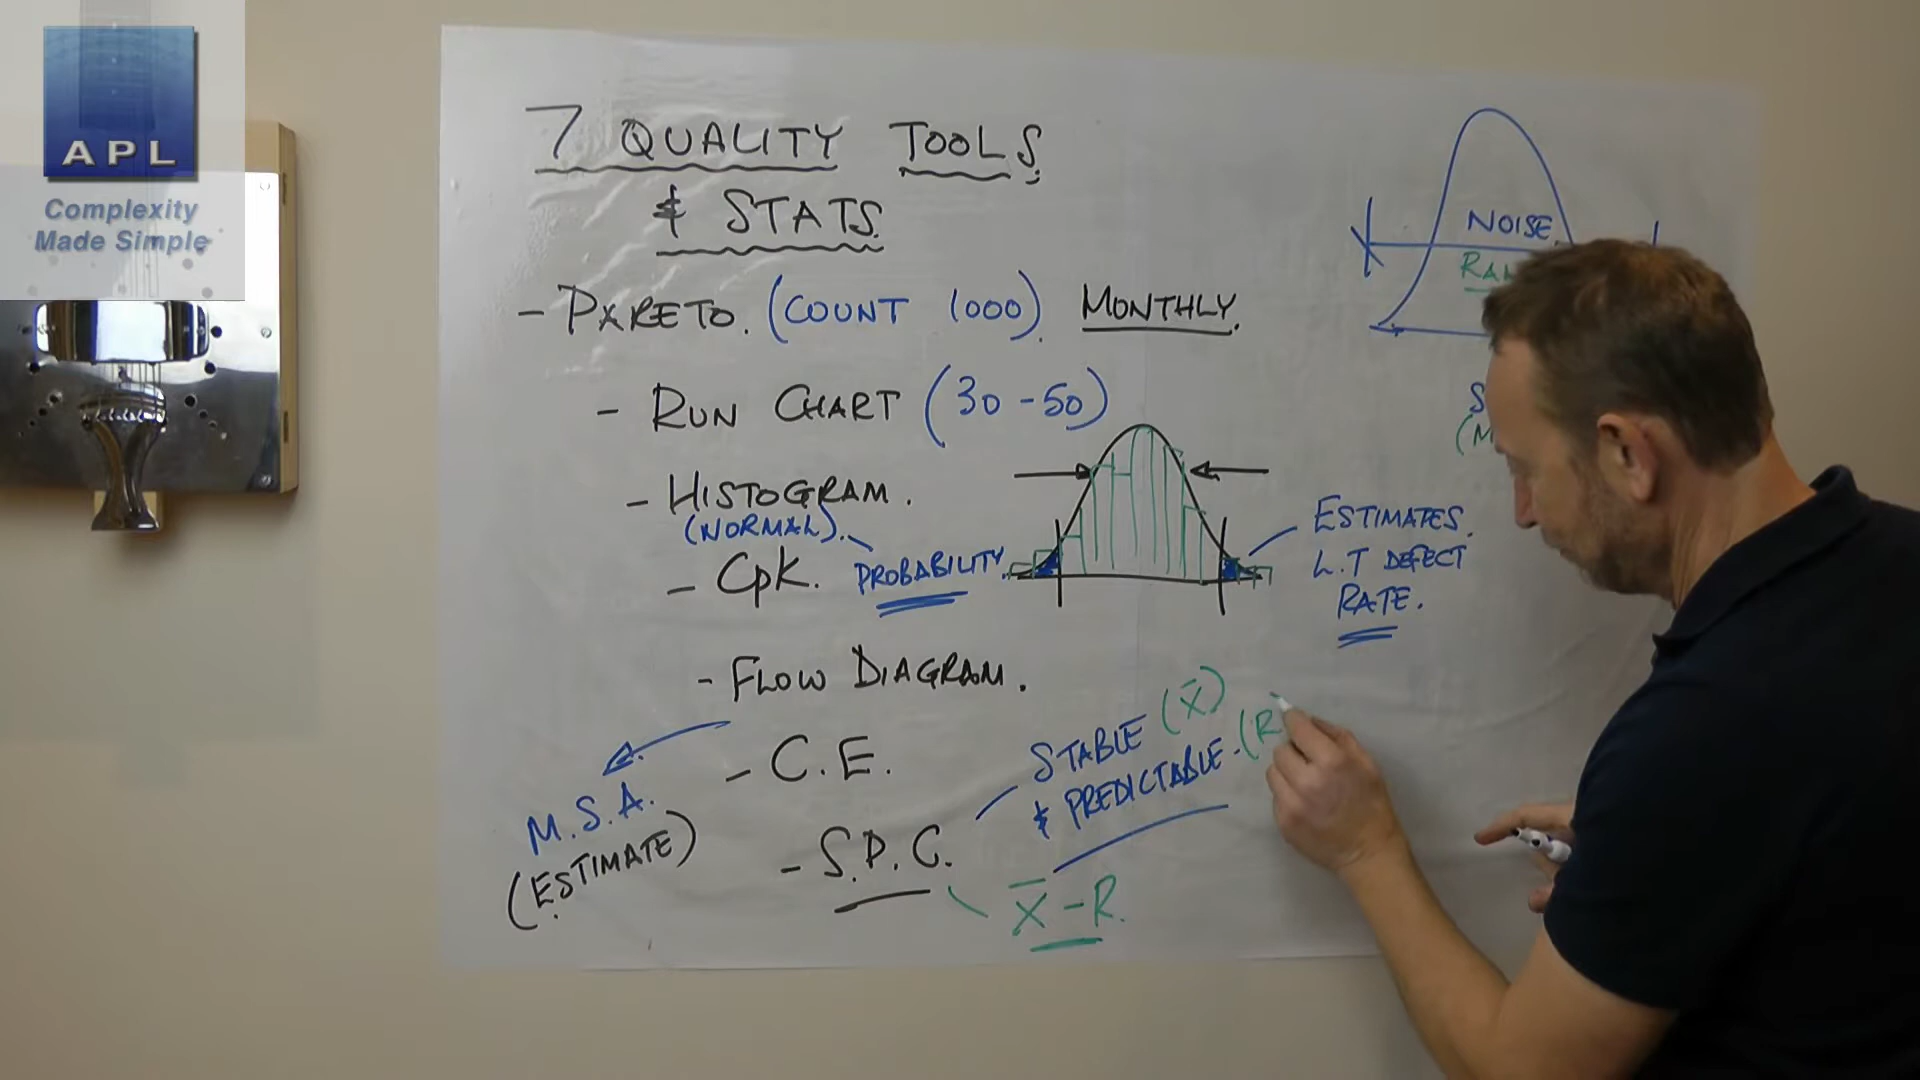 APL
Complexity
Made Simple
7 QUALITY TOOLS
& STATS.
- PARETO. (COUNT 1000). MONTHLY.
- RUN CHART (30-50)
- HISTOGRAM.
(NORMAL).
- CpK. PROBABILITY.
- FLOW DIAGRAM.
- C.E.
- S.P.C.
M.S.A.
(ESTIMATE)
STABLE (X̄)
& PREDICTABLE. (R
X̄-R.
ESTIMATES.
L.T DEFECT
RATE.
NOISE.